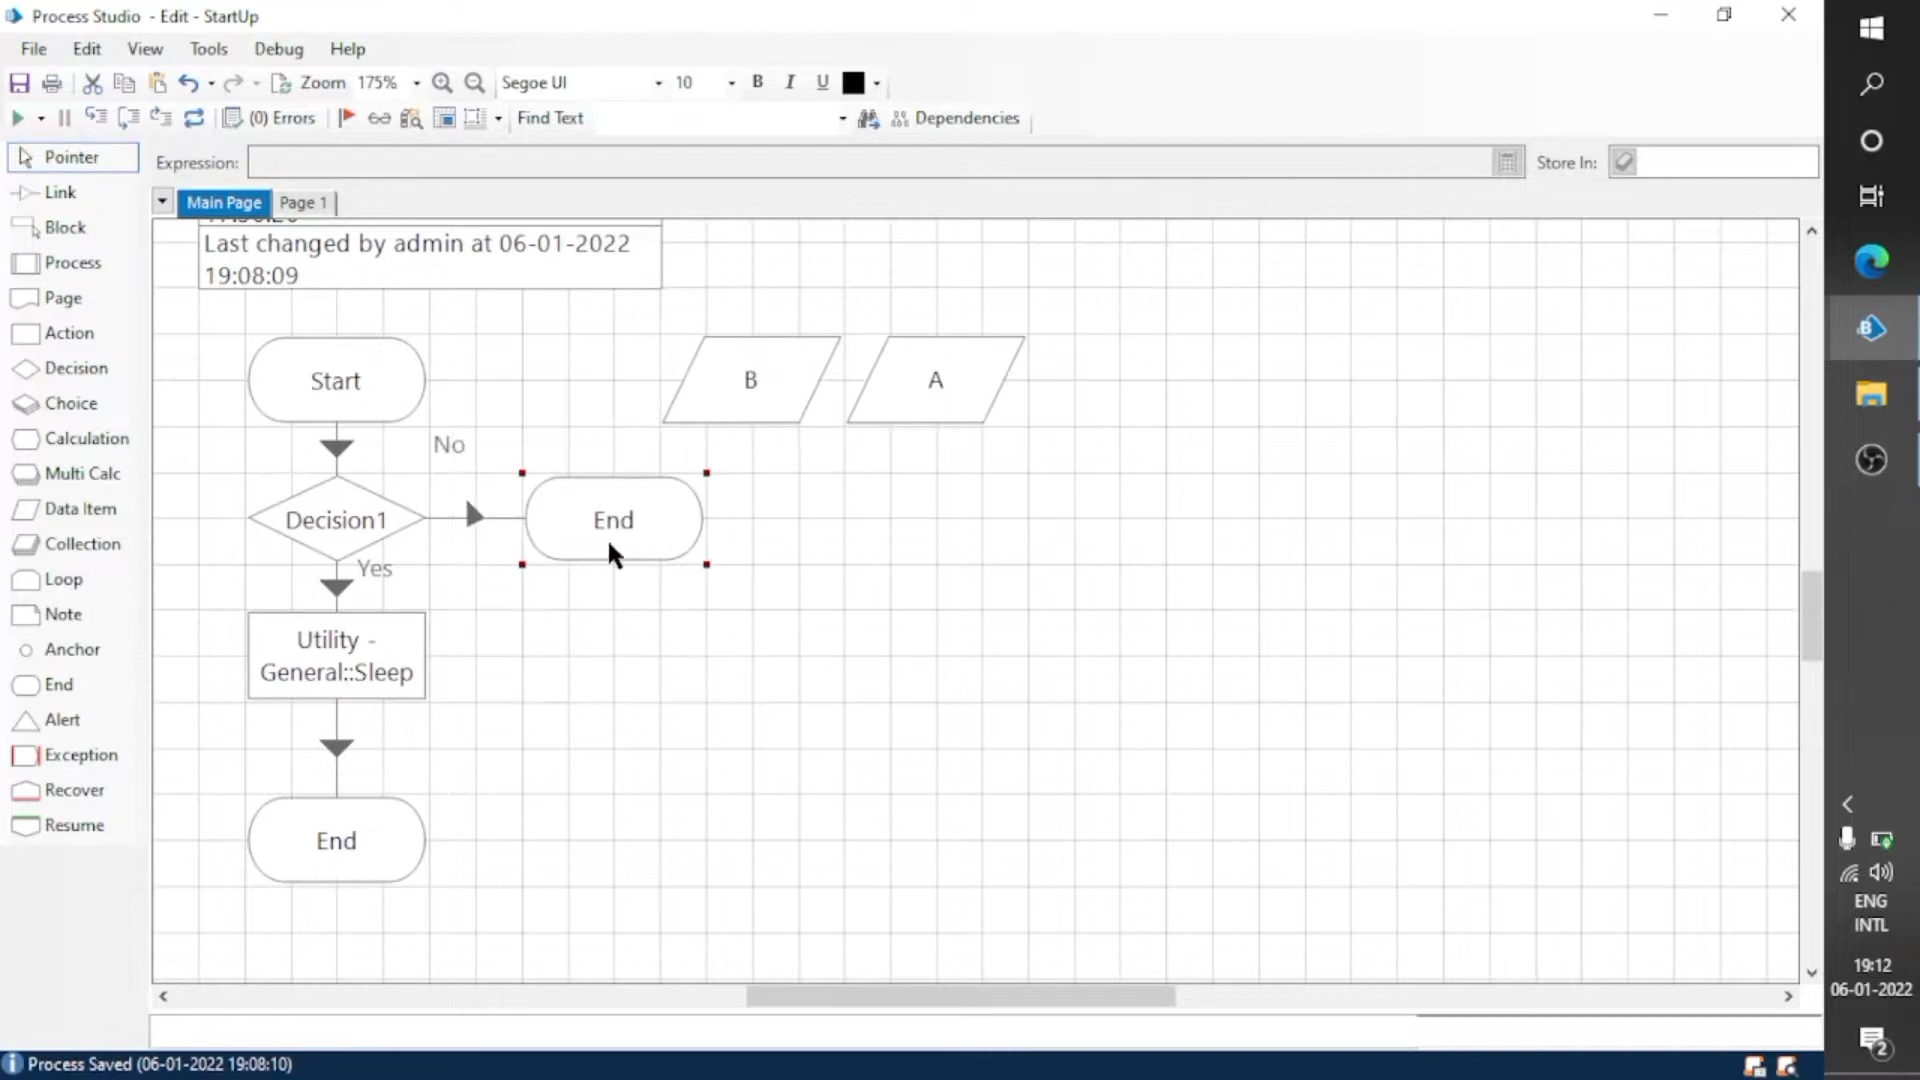 Process Studio - Edit - StartUp
File Edit View Tools Debug Help
Zoom 175% Segoe UI 10 B I U
(0) Errors Find Text Dependencies
Pointer
Expression: Store In:
Link
Main Page Page 1
Block
Last changed by admin at 06-01-2022
19:08:09
Process
Page
Action
Decision
Choice
Calculation
Multi Calc
Data Item
Collection
Loop
Note
Anchor
End
Alert
Exception
Recover
Resume
Start
B
A
No
Decision1
End
Yes
Utility -
General::Sleep
End
ENG
INTL
19:12
06-01-2022
2
Process Saved (06-01-2022 19:08:10)